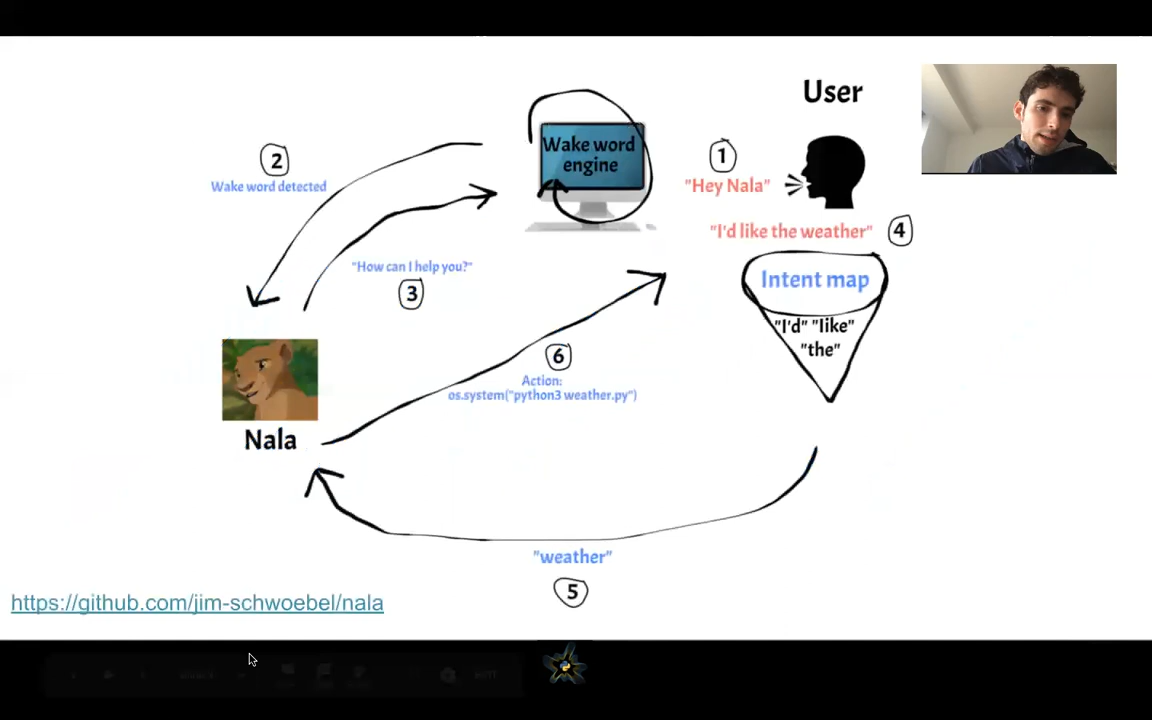 User
Wake word
engine
1
2
"Hey Nala"
Wake word detected
"I'd like the weather"
4
"How can I help you?"
3
Intent map
"I'd" "like"
"the"
6
Action:
os.system("python3 weather.py")
Nala
"weather"
5
https://github.com/jim-schwoebel/nala